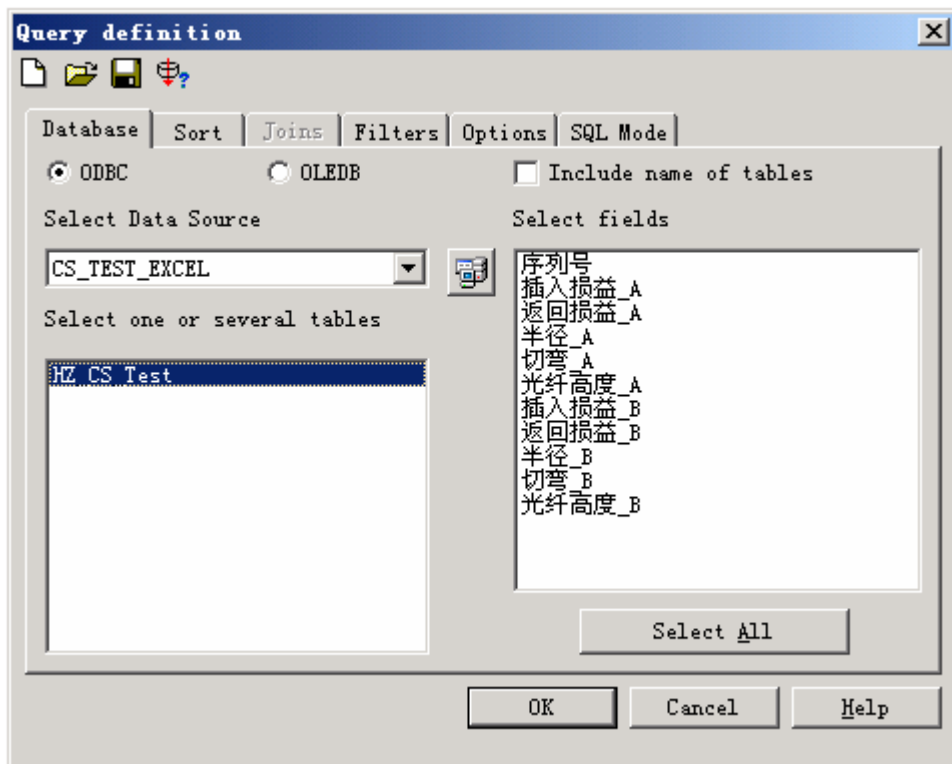 Query definition
Database Sort Joins Filters Options SQL Mode
ODBC OLEDB Include name of tables
Select Data Source
CS_TEST_EXCEL
Select one or several tables
HZ_CS_Test
Select fields
序列号
插入损益_A
返回损益_A
半径_A
切弯_A
光纤高度_A
插入损益_B
返回损益_B
半径_B
切弯_B
光纤高度_B
Select All
OK Cancel Help